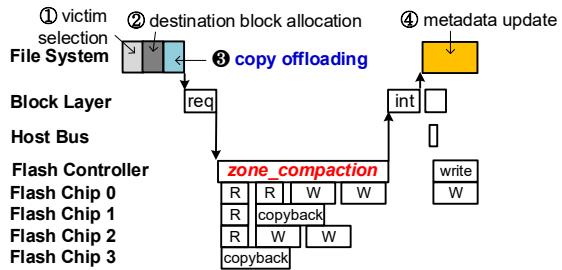 ① victim selection
② destination block allocation
④ metadata update
File System
❸ copy offloading
Block Layer
req
int
Host Bus
Flash Controller
zone_compaction
write
Flash Chip 0
R R W W W
Flash Chip 1
R copyback
Flash Chip 2
R W W
Flash Chip 3
copyback